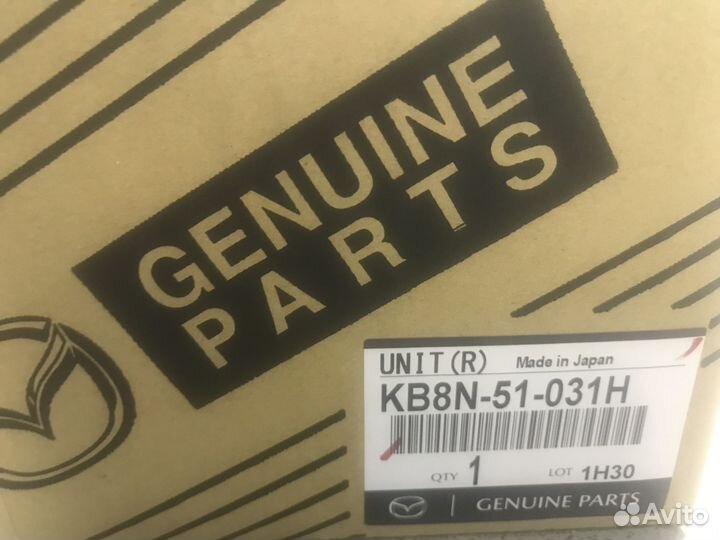 GENUINE
PARTS
UNIT(R) Made in Japan
KB8N-51-031H
QTY 1 LOT 1H30
GENUINE PARTS
Avito